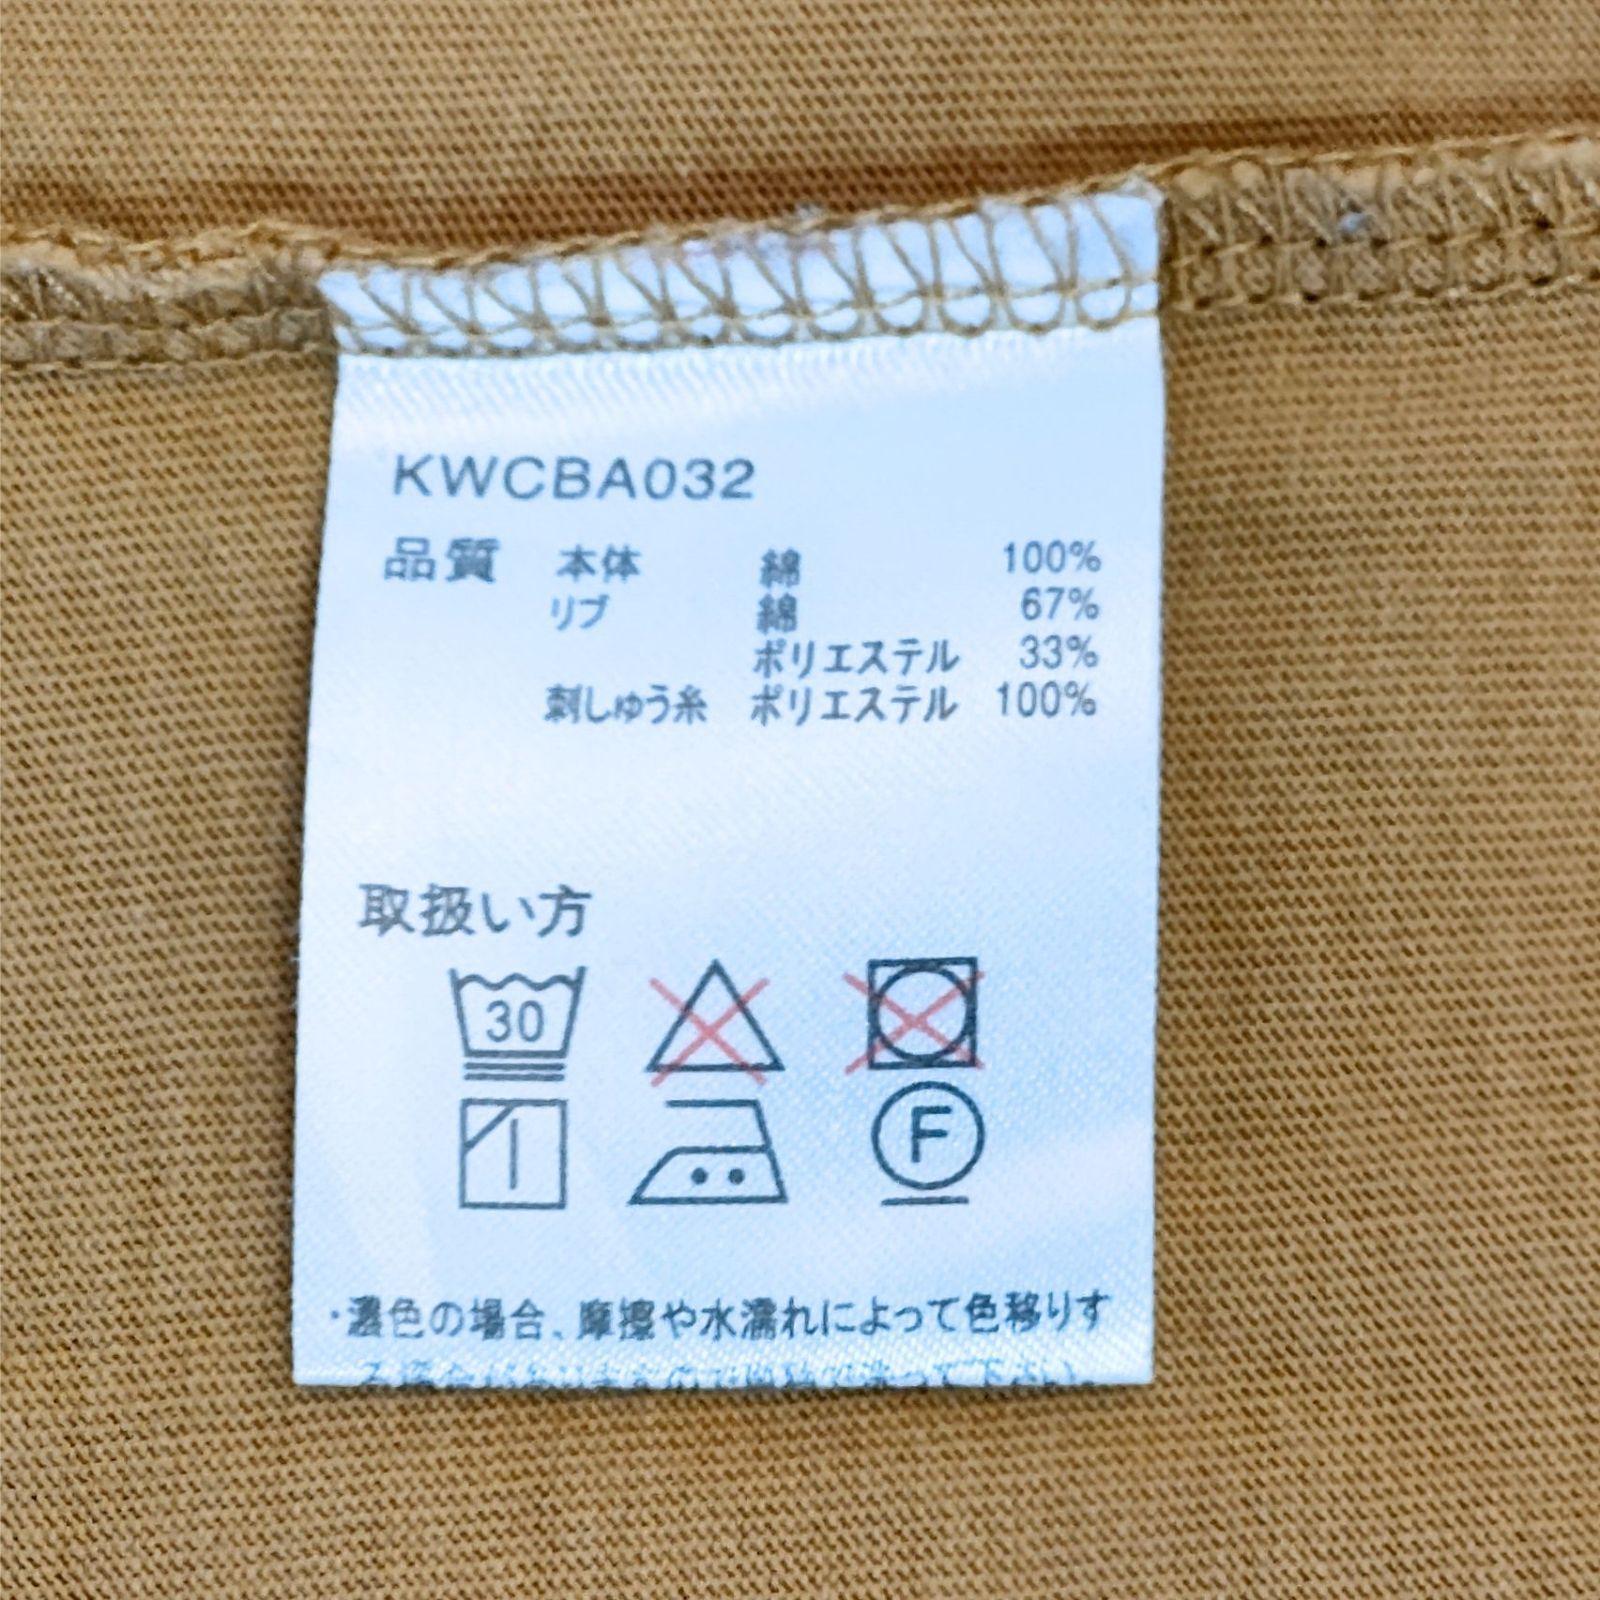 KWCBA032
品質 本体 綿 100%
リブ 綿 67%
ポリエステル 33%
刺しゅう糸 ポリエステル 100%
取扱い方
30
F
・濃色の場合、摩擦や水濡れによって色移りす